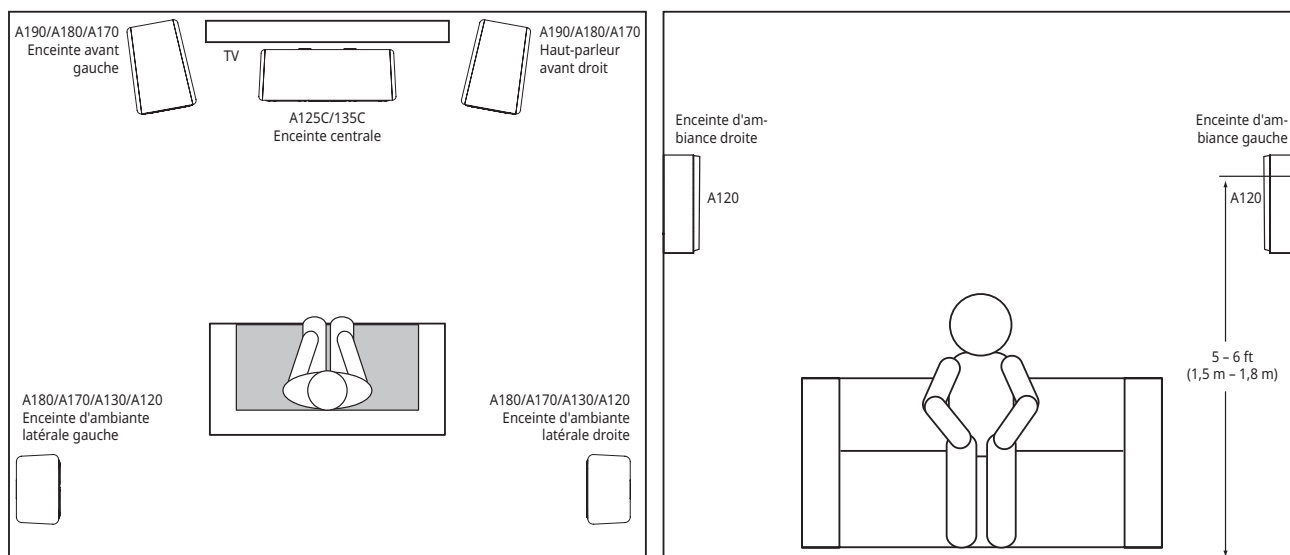 A190/A180/A170
Enceinte avant
gauche
TV
A190/A180/A170
Haut-parleur
avant droit
A125C/135C
Enceinte centrale
A180/A170/A130/A120
Enceinte d'ambiante
latérale gauche
A180/A170/A130/A120
Enceinte d'ambiante
latérale droite
Enceinte d'am-
biance droite
A120
Enceinte d'am-
biance gauche
A120
5 – 6 ft
(1,5 m – 1,8 m)